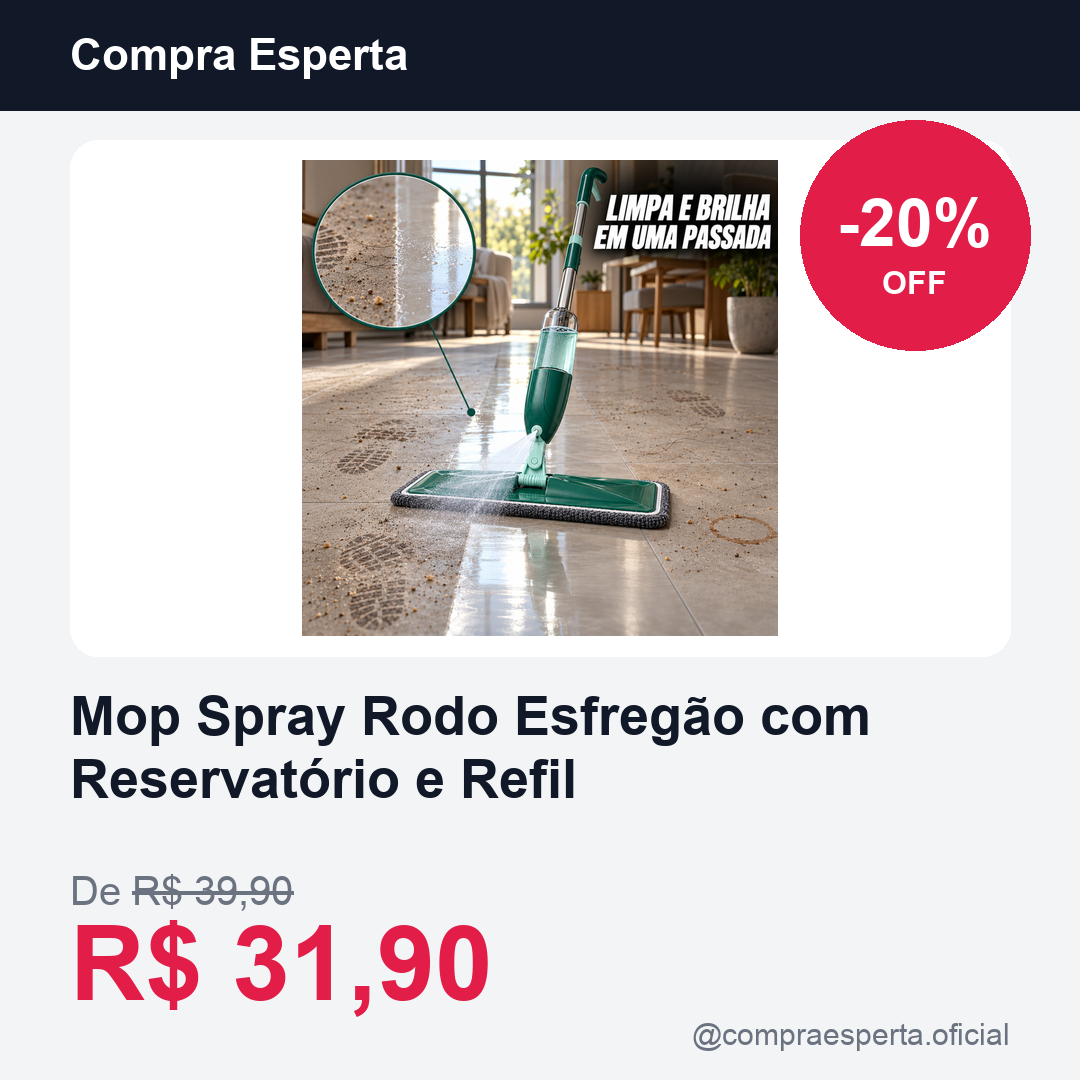 Compra Esperta
-20%
OFF
LIMPA E BRILHA
EM UMA PASSADA
Mop Spray Rodo Esfregão com
Reservatório e Refil
De R$ 39,90
R$ 31,90
@compraesperta.oficial